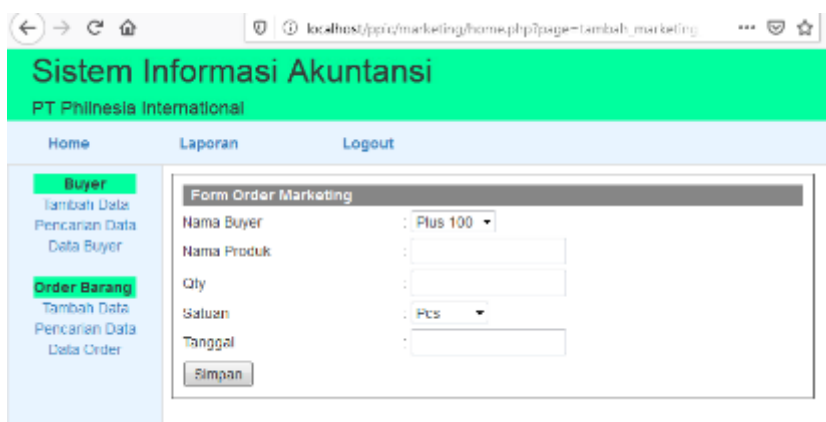 localhost/ppic/marketing/home.php?page=tambah_marketing
Sistem Informasi Akuntansi
PT Philnesia International
Home Laporan Logout
Buyer
Tambah Data
Pencarian Data
Data Buyer
Order Barang
Tambah Data
Pencarian Data
Data Order
Form Order Marketing
Nama Buyer : Plus 100
Nama Produk :
Qty :
Satuan : Pcs
Tanggal :
Simpan